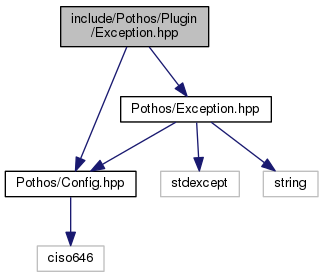 include/Pothos/Plugin
/Exception.hpp
Pothos/Exception.hpp
Pothos/Config.hpp
stdexcept
string
ciso646